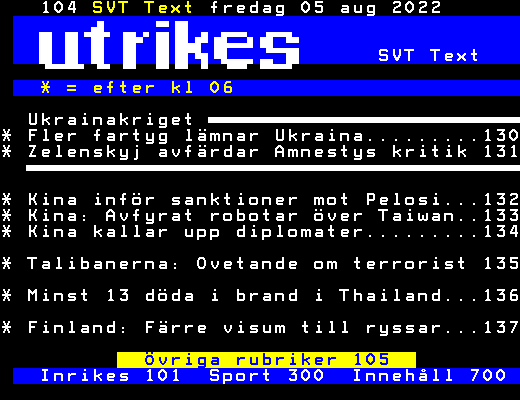 104 SVT Text fredag 05 aug 2022
utrikes
SVT Text
* = efter kl 06
Ukrainakriget
* Fler fartyg lämnar Ukraina.........130
* Zelenskyj avfärdar Amnestys kritik 131
* Kina inför sanktioner mot Pelosi...132
* Kina: Avfyrat robotar över Taiwan..133
* Kina kallar upp diplomater.........134
* Talibanerna: Ovetande om terrorist 135
* Minst 13 döda i brand i Thailand...136
* Finland: Färre visum till ryssar...137
Övriga rubriker 105
Inrikes 101 Sport 300 Innehåll 700